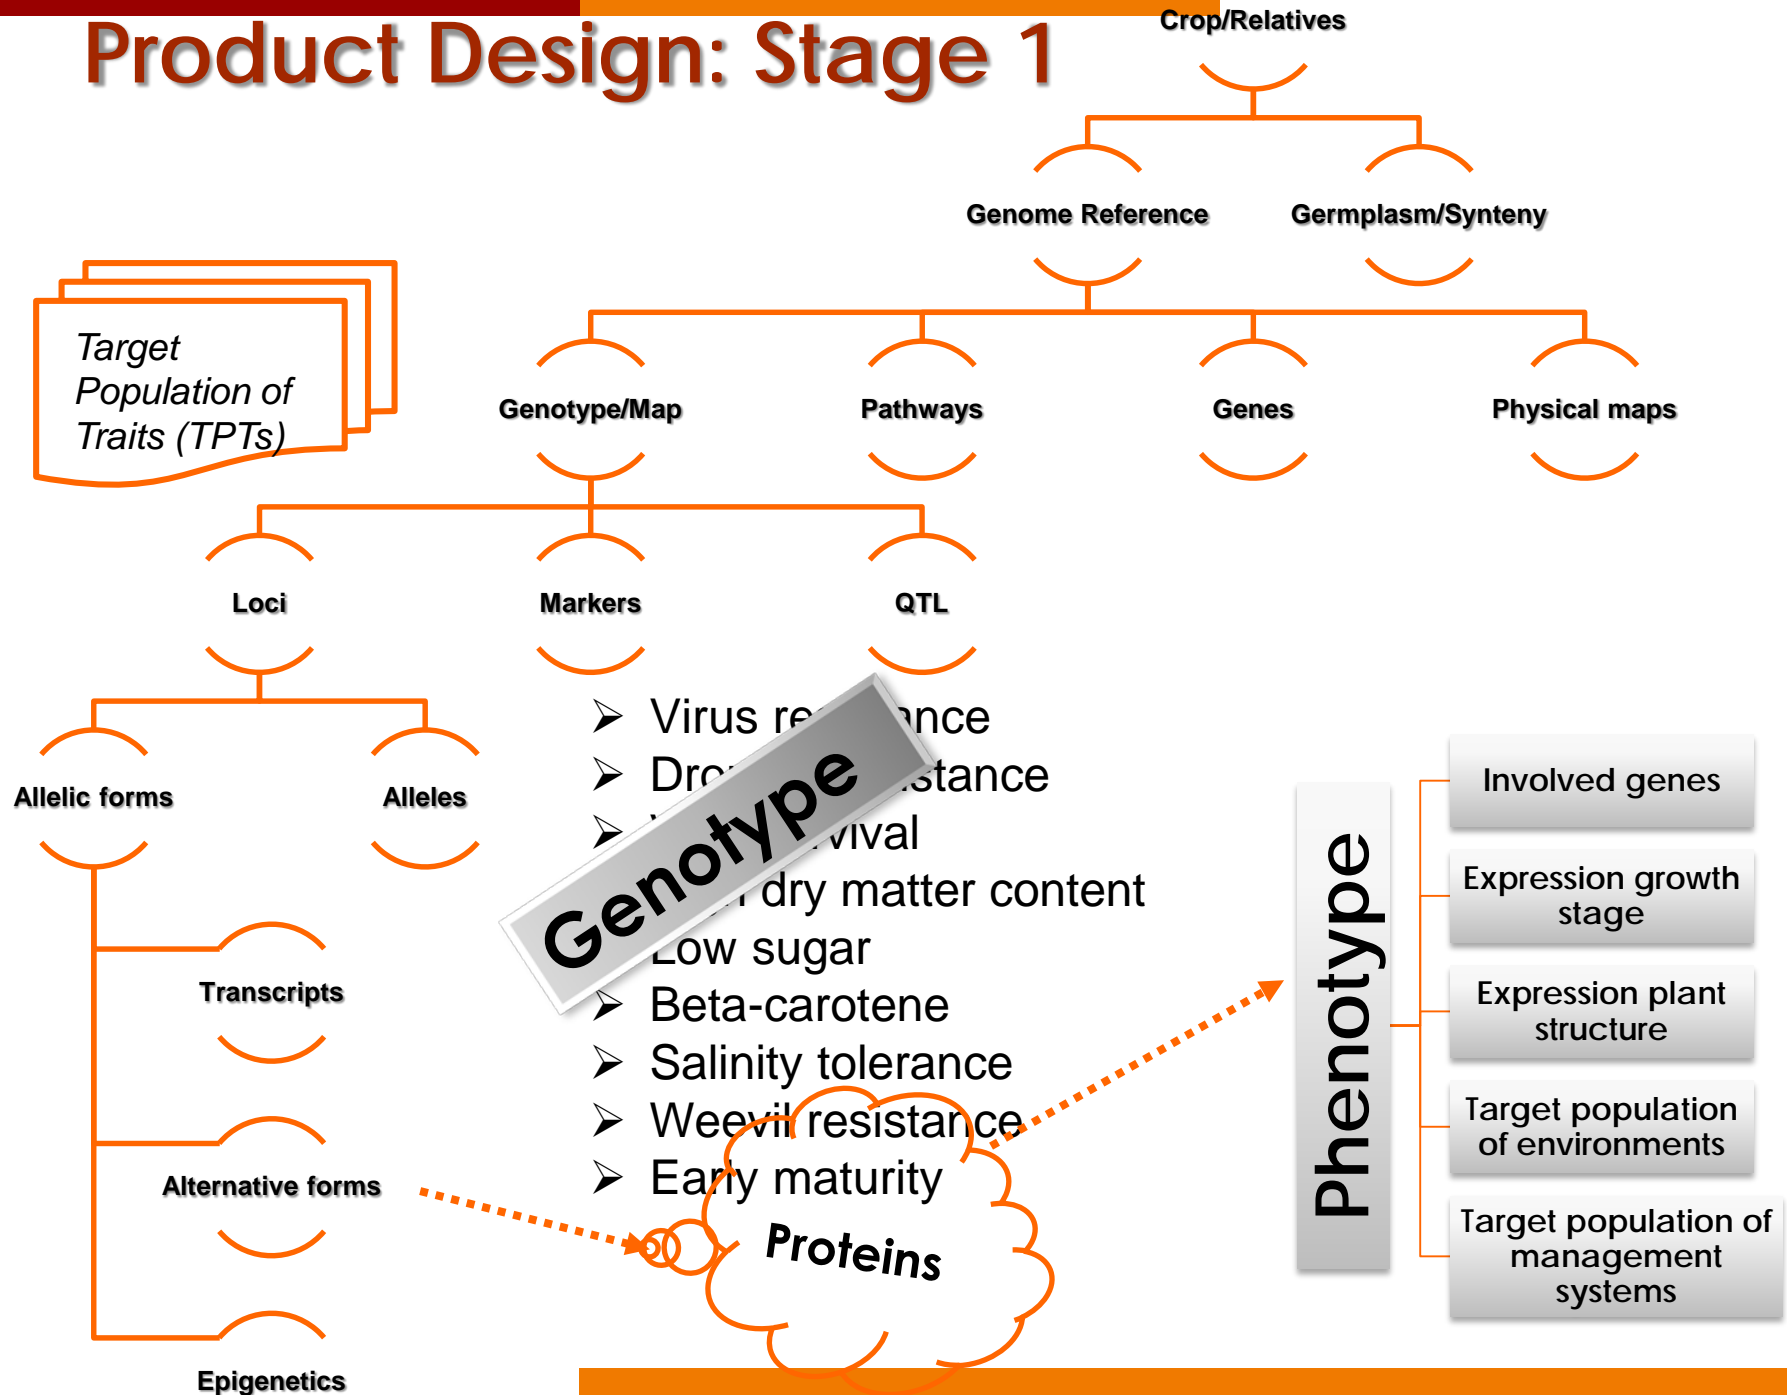 Product Design: Stage 1
Crop/Relatives
Genome Reference
Germplasm/Synteny
Target
Population of
Traits (TPTs)
Genotype/Map
Pathways
Genes
Physical maps
Loci
Markers
QTL
Allelic forms
Alleles
Transcripts
Alternative forms
Epigenetics
➢ Virus
➢
➢
dry matter content
Low sugar
➢ Beta-carotene
➢ Salinity tolerance
➢ Weevil resistance
➢ Early maturity
Genotype
Proteins
Phenotype
Involved genes
Expression growth
stage
Expression plant
structure
Target population
of environments
Target population of
management
systems